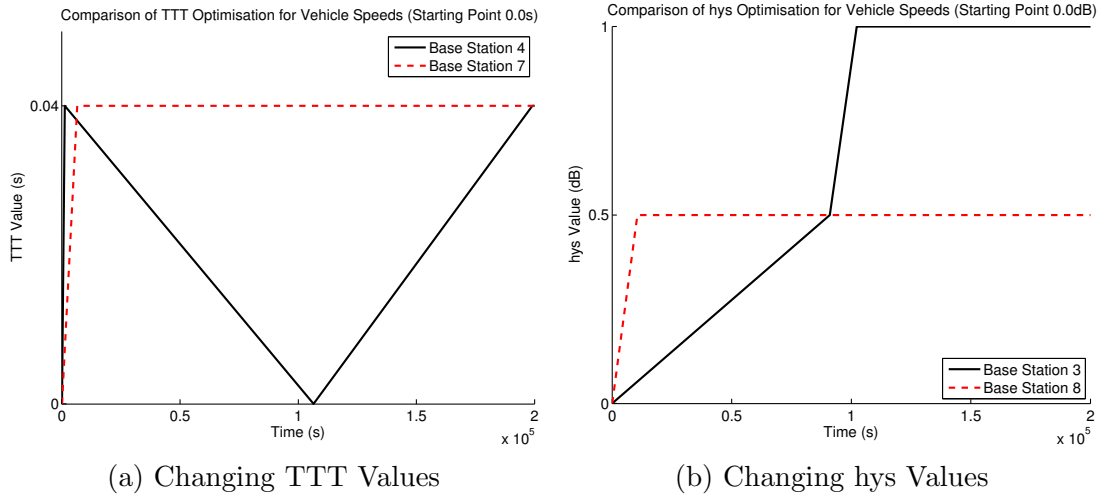 Comparison of TTT Optimisation for Vehicle Speeds (Starting Point 0.0s)
Base Station 4
Base Station 7
0.04
0
TTT Value (s)
0
0.5
1
1.5
2
x 10^5
Time (s)
(a) Changing TTT Values
Comparison of hys Optimisation for Vehicle Speeds (Starting Point 0.0dB)
1
0.5
0
hys Value (dB)
Base Station 3
Base Station 8
0
0.5
1
1.5
2
x 10^5
Time (s)
(b) Changing hys Values